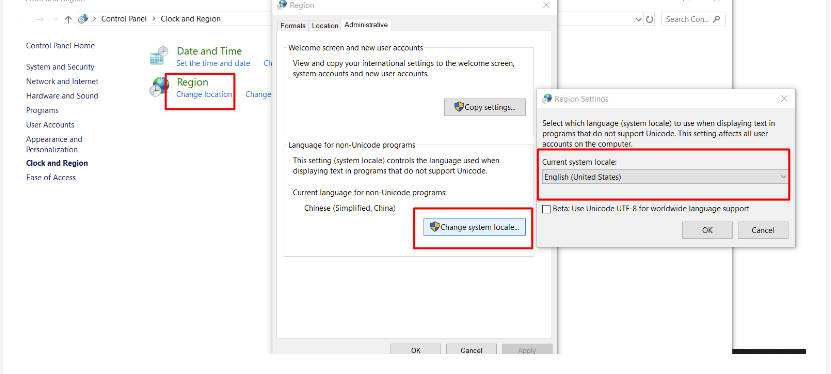 Control Panel
Clock and Region
Search Con...
Control Panel Home
System and Security
Network and Internet
Hardware and Sound
Programs
User Accounts
Appearance and
Personalization
Clock and Region
Ease of Access
Date and Time
Set the time and date
Ch
Region
Change location
Change
Region
Formats
Location
Administrative
Welcome screen and new user accounts
View and copy your international settings to the welcome screen,
system accounts and new user accounts.
Copy settings...
Language for non-Unicode programs
This setting (system locale) controls the language used when
displaying text in programs that do not support Unicode.
Current language for non-Unicode programs:
Chinese (Simplified, China)
Change system locale...
OK
Cancel
Apply
Region Settings
Select which language (system locale) to use when displaying text in
programs that do not support Unicode. This setting affects all user
accounts on the computer.
Current system locale:
English (United States)
Beta: Use Unicode UTF-8 for worldwide language support
OK
Cancel